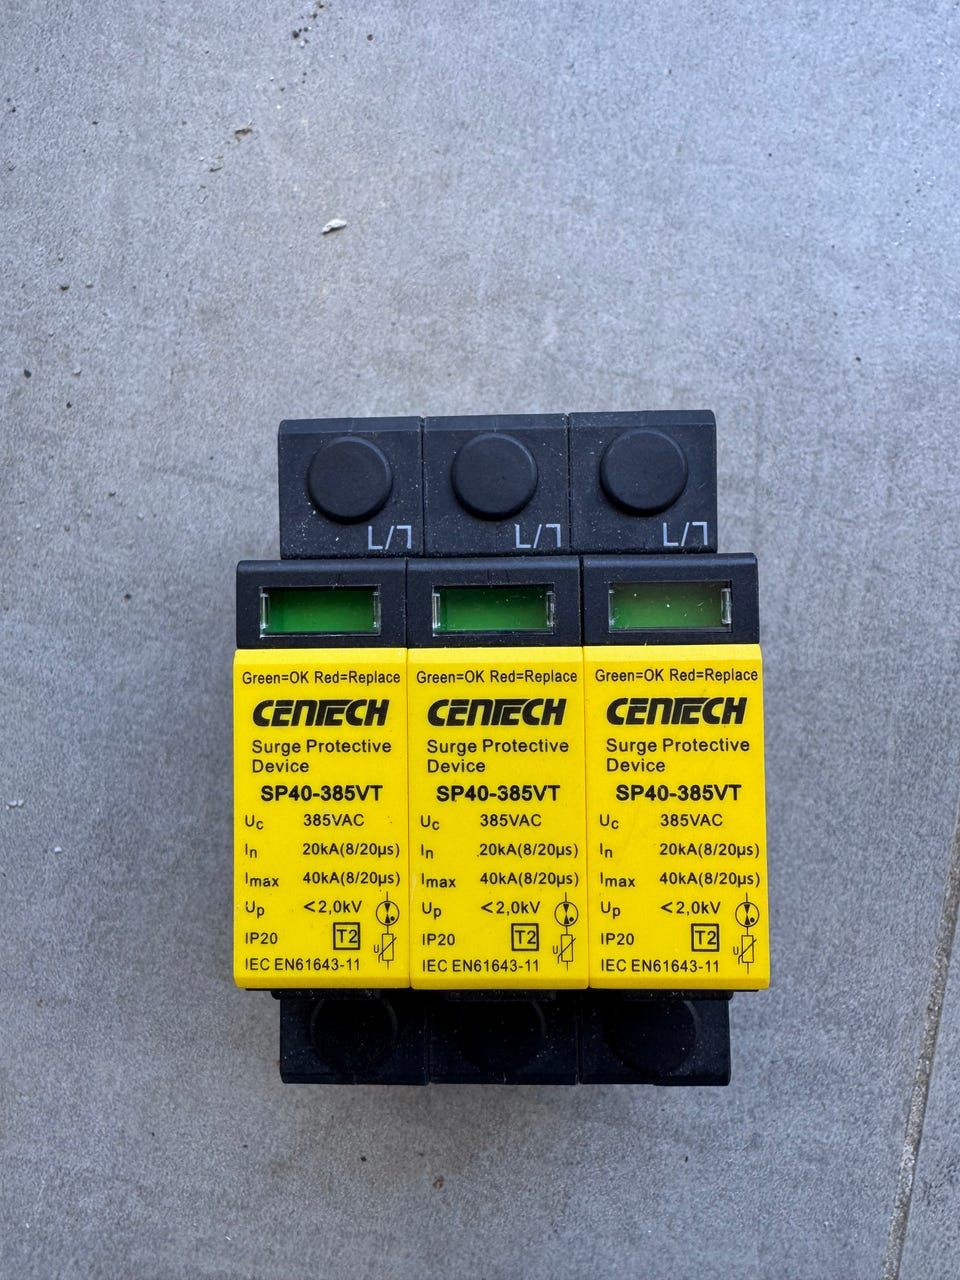 L/7 L/7 L/7
Green=OK Red=Replace
CENTECH
Surge Protective
Device
SP40-385VT
Uc 385VAC
In 20kA(8/20µs)
Imax 40kA(8/20µs)
Up <2,0kV
IP20 T2 U
IEC EN61643-11
Green=OK Red=Replace
CENTECH
Surge Protective
Device
SP40-385VT
Uc 385VAC
In 20kA(8/20µs)
Imax 40kA(8/20µs)
Up <2,0kV
IP20 T2 U
IEC EN61643-11
Green=OK Red=Replace
CENTECH
Surge Protective
Device
SP40-385VT
Uc 385VAC
In 20kA(8/20µs)
Imax 40kA(8/20µs)
Up <2,0kV
IP20 T2 U
IEC EN61643-11